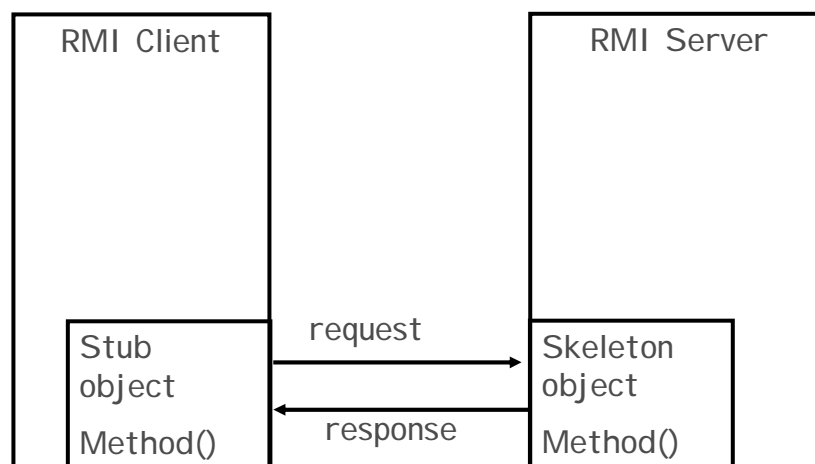 RMI Client
RMI Server
request
Stub
object
Method()
Skeleton
object
Method()
response